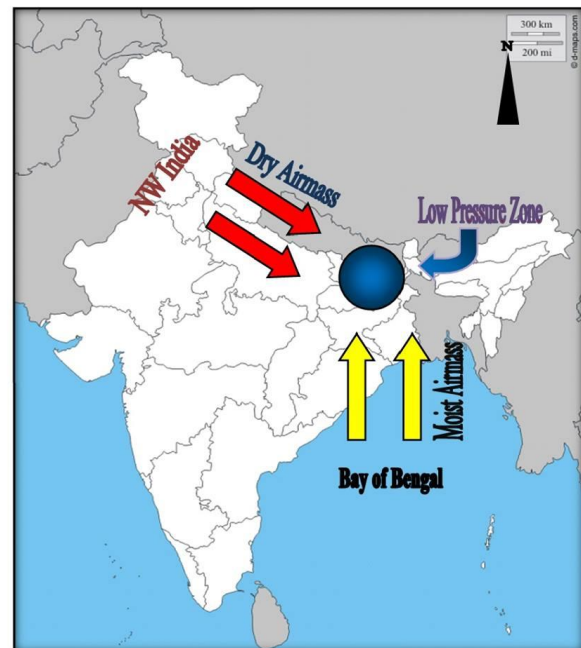 300 km
200 mi
© d-maps.com
N
NW India
Dry Airmass
Low Pressure Zone
Moist Airmass
Bay of Bengal